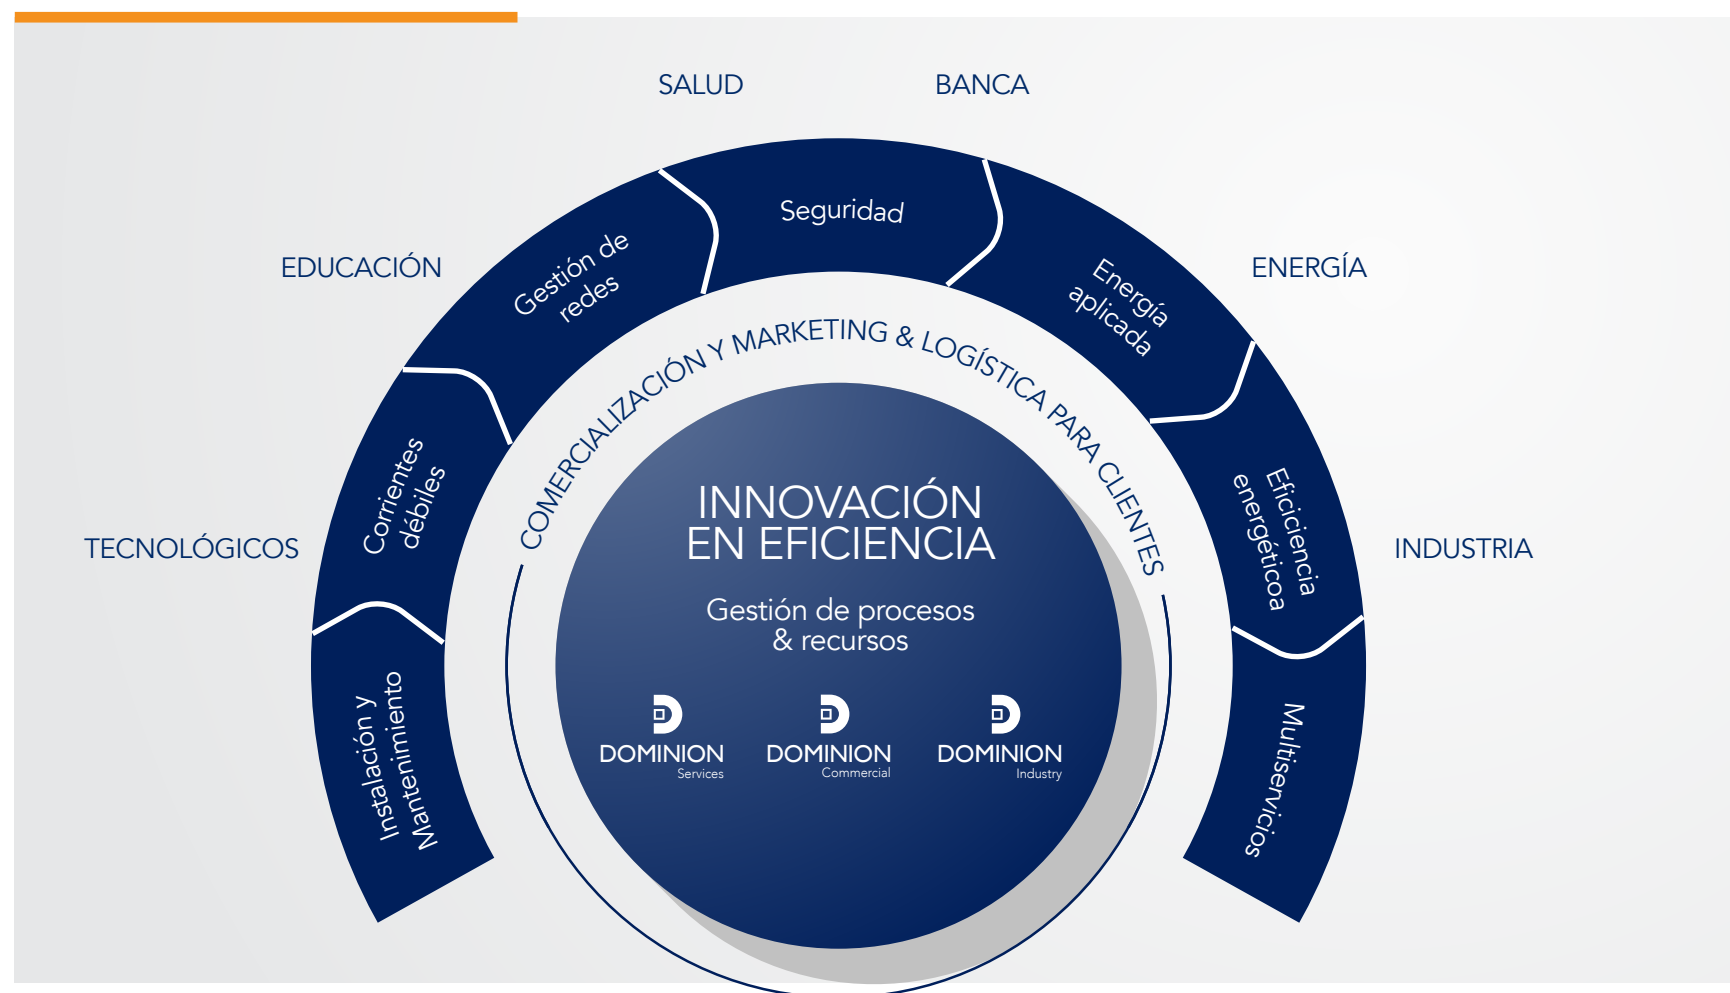 SALUD
BANCA
EDUCACIÓN
ENERGÍA
TECNOLÓGICOS
INDUSTRIA
Instalación y
Mantenimiento
Corrientes
débiles
Gestión de
redes
Seguridad
Energía
aplicada
Eficiciencia
energéticoa
Multiservicios
COMERCIALIZACIÓN Y MARKETING & LOGÍSTICA PARA CLIENTES
INNOVACIÓN
EN EFICIENCIA
Gestión de procesos
& recursos
DOMINION
Services
DOMINION
Commercial
DOMINION
Industry